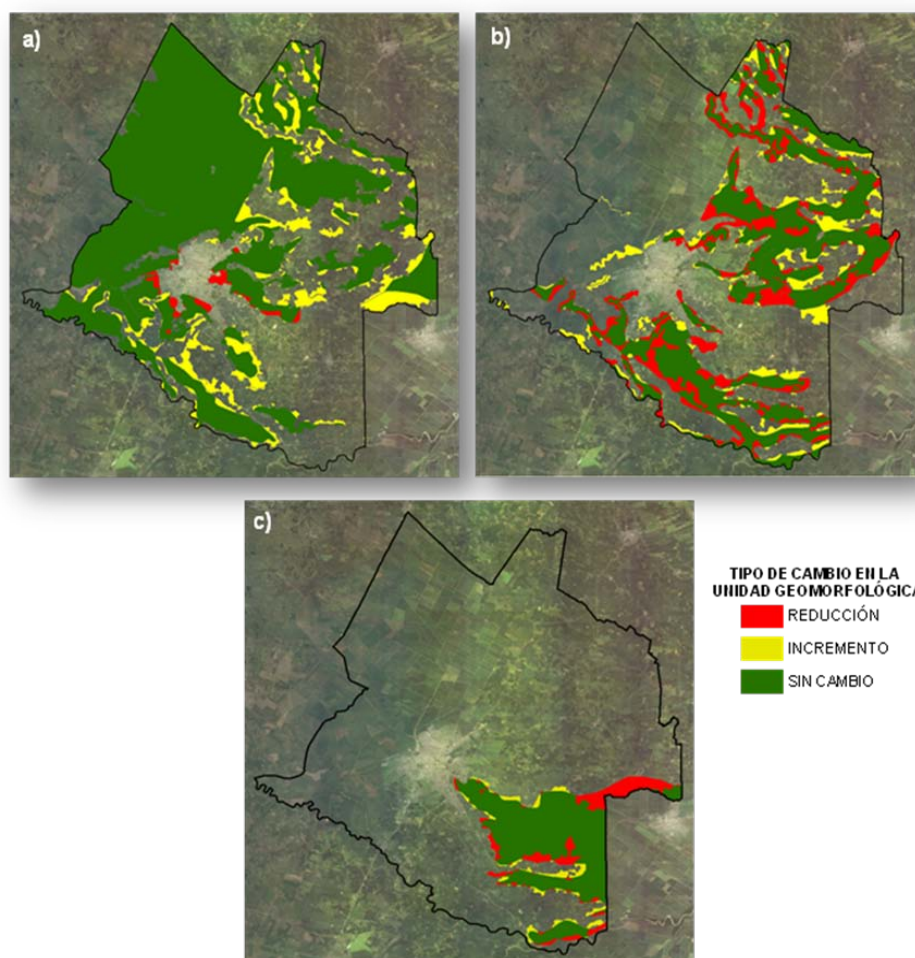 a)
b)
c)
TIPO DE CAMBIO EN LA
UNIDAD GEOMORFOLÓGICA
REDUCCIÓN
INCREMENTO
SIN CAMBIO